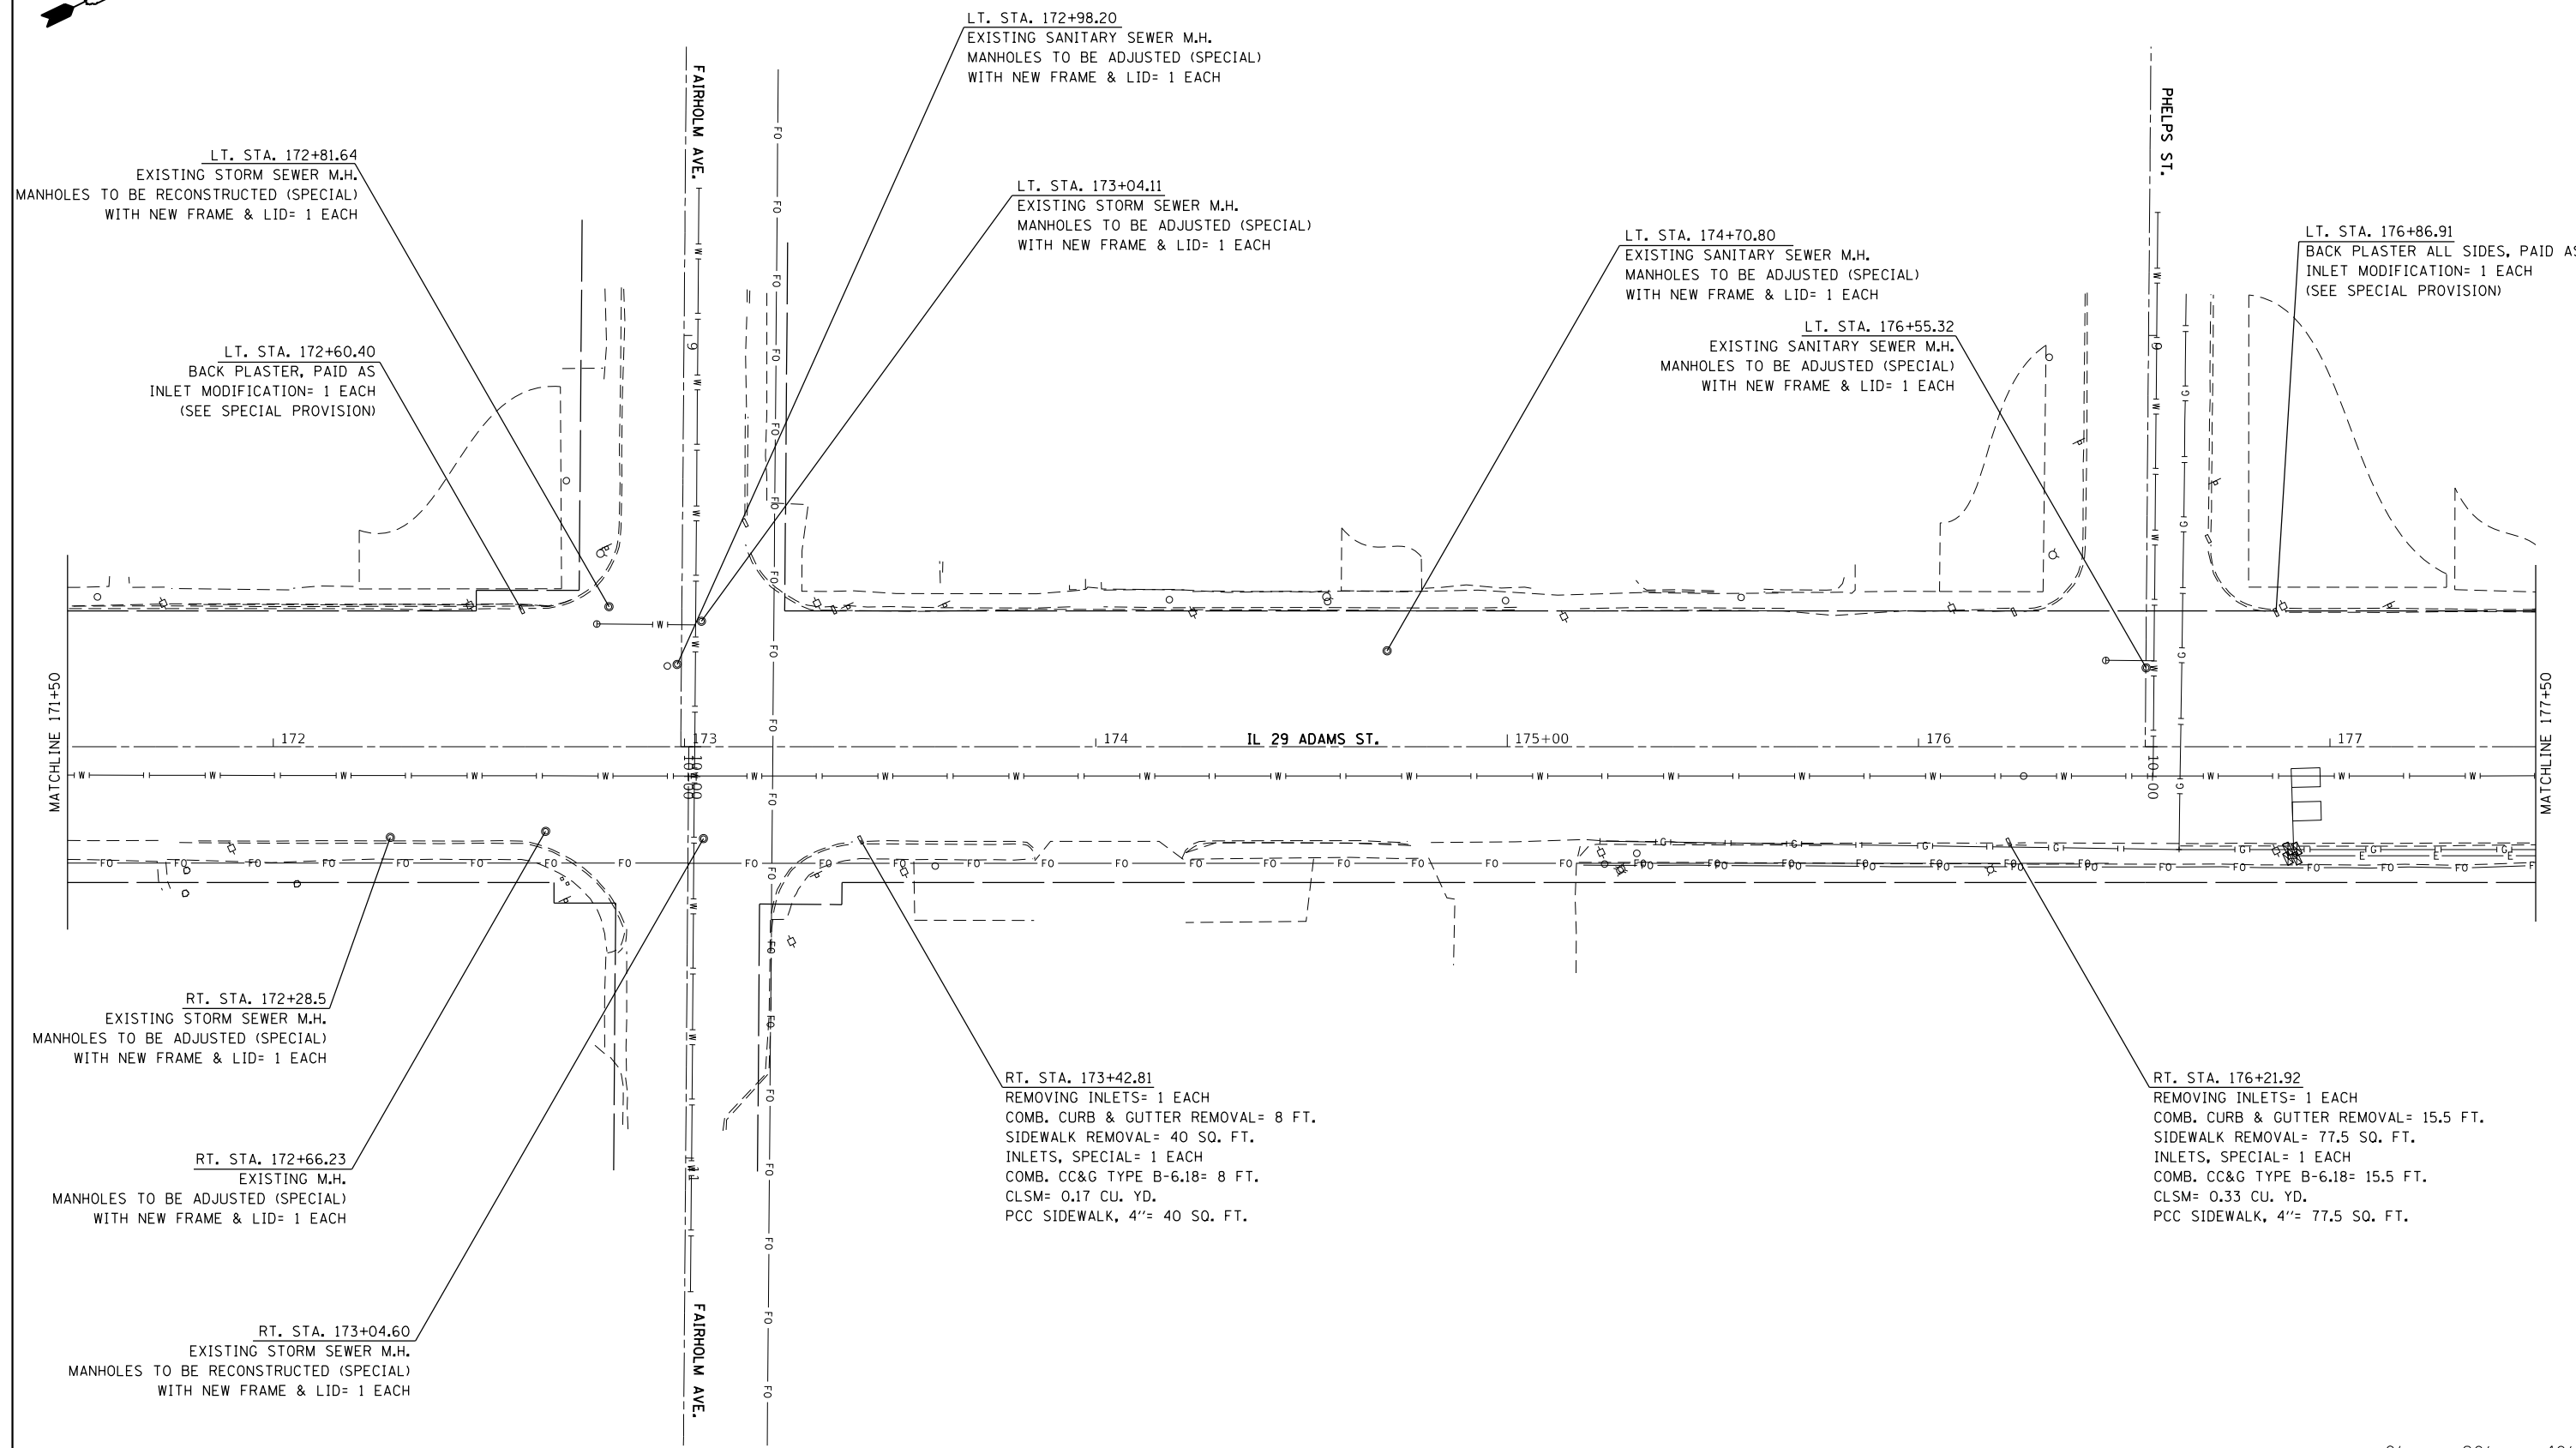 LT. STA. 172+98.20
EXISTING SANITARY SEWER M.H.
MANHOLES TO BE ADJUSTED (SPECIAL)
WITH NEW FRAME & LID= 1 EACH
FAIRHOLM AVE.
PHELPS ST.
LT. STA. 172+81.64
EXISTING STORM SEWER M.H.
MANHOLES TO BE RECONSTRUCTED (SPECIAL)
WITH NEW FRAME & LID= 1 EACH
LT. STA. 173+04.11
EXISTING STORM SEWER M.H.
MANHOLES TO BE ADJUSTED (SPECIAL)
WITH NEW FRAME & LID= 1 EACH
LT. STA. 174+70.80
EXISTING SANITARY SEWER M.H.
MANHOLES TO BE ADJUSTED (SPECIAL)
WITH NEW FRAME & LID= 1 EACH
LT. STA. 176+86.91
BACK PLASTER ALL SIDES, PAID AS
INLET MODIFICATION= 1 EACH
(SEE SPECIAL PROVISION)
LT. STA. 176+55.32
EXISTING SANITARY SEWER M.H.
MANHOLES TO BE ADJUSTED (SPECIAL)
WITH NEW FRAME & LID= 1 EACH
LT. STA. 172+60.40
BACK PLASTER, PAID AS
INLET MODIFICATION= 1 EACH
(SEE SPECIAL PROVISION)
9
9
MATCHLINE 171+50
172
173
174
IL 29 ADAMS ST.
175+00
176
177
MATCHLINE 177+50
10+00
10+00
10+00
RT. STA. 172+28.5
EXISTING STORM SEWER M.H.
MANHOLES TO BE ADJUSTED (SPECIAL)
WITH NEW FRAME & LID= 1 EACH
RT. STA. 173+42.81
REMOVING INLETS= 1 EACH
COMB. CURB & GUTTER REMOVAL= 8 FT.
SIDEWALK REMOVAL= 40 SQ. FT.
INLETS, SPECIAL= 1 EACH
COMB. CC&G TYPE B-6.18= 8 FT.
CLSM= 0.17 CU. YD.
PCC SIDEWALK, 4''= 40 SQ. FT.
RT. STA. 176+21.92
REMOVING INLETS= 1 EACH
COMB. CURB & GUTTER REMOVAL= 15.5 FT.
SIDEWALK REMOVAL= 77.5 SQ. FT.
INLETS, SPECIAL= 1 EACH
COMB. CC&G TYPE B-6.18= 15.5 FT.
CLSM= 0.33 CU. YD.
PCC SIDEWALK, 4''= 77.5 SQ. FT.
RT. STA. 172+66.23
EXISTING M.H.
MANHOLES TO BE ADJUSTED (SPECIAL)
WITH NEW FRAME & LID= 1 EACH
11
RT. STA. 173+04.60
EXISTING STORM SEWER M.H.
MANHOLES TO BE RECONSTRUCTED (SPECIAL)
WITH NEW FRAME & LID= 1 EACH
FAIRHOLM AVE.